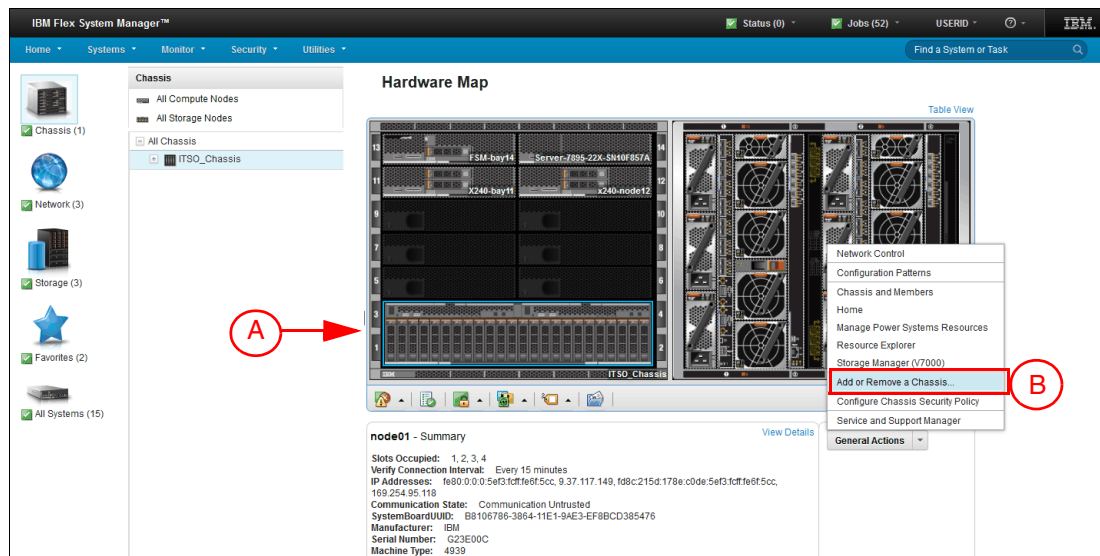 IBM Flex System Manager™
Status (0)
Jobs (52)
USERID
?
IBM.
Home
Systems
Monitor
Security
Utilities
Find a System or Task
Chassis (1)
Network (3)
Storage (3)
Favorites (2)
All Systems (15)
Chassis
All Compute Nodes
All Storage Nodes
All Chassis
ITSO_Chassis
Hardware Map
Table View
13
FSM-bay14
Server-7895-22X-SN10F857A
14
11
X240-bay11
x240-node12
12
9
10
7
8
5
6
3
4
1
2
IBM
ITSO_Chassis
A
Network Control
Configuration Patterns
Chassis and Members
Home
Manage Power Systems Resources
Resource Explorer
Storage Manager (V7000)
Add or Remove a Chassis...
Configure Chassis Security Policy
Service and Support Manager
B
General Actions
node01 - Summary
View Details
Slots Occupied: 1, 2, 3, 4
Verify Connection Interval: Every 15 minutes
IP Addresses: fe80:0:0:0:5ef3:fcff:fe6f:5cc, 9.37.117.149, fd8c:215d:178e:c0de:5ef3:fcff:fe6f:5cc,
169.254.95.118
Communication State: Communication Untrusted
SystemBoardUUID: B8106786-3864-11E1-9AE3-EF8BCD385476
Manufacturer: IBM
Serial Number: G23E00C
Machine Type: 4939